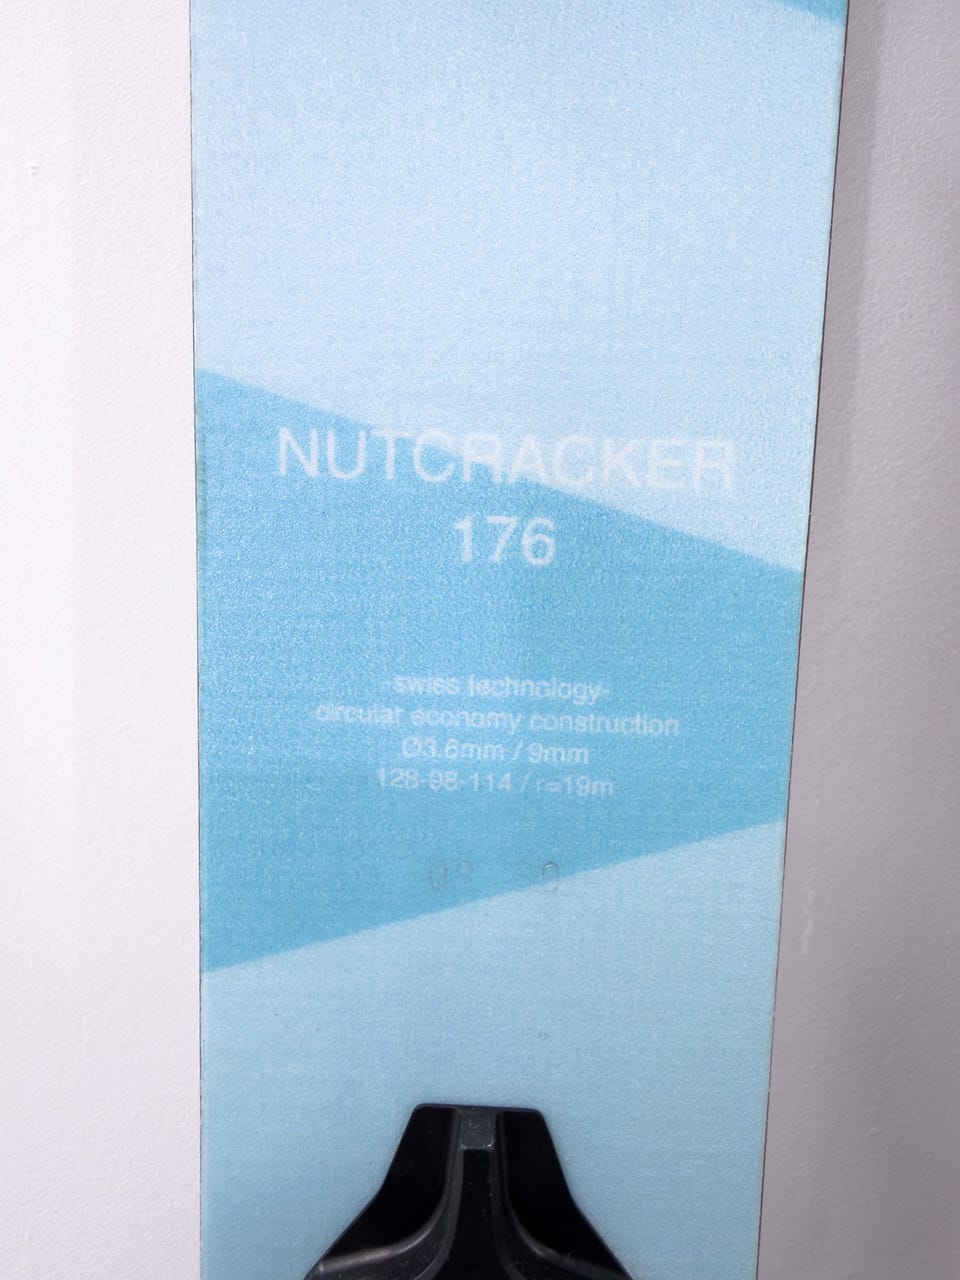 NUTCRACKER
176
-swiss technology-
circular economy construction
Ø3.6mm / 9mm
128-98-114 / r=19m